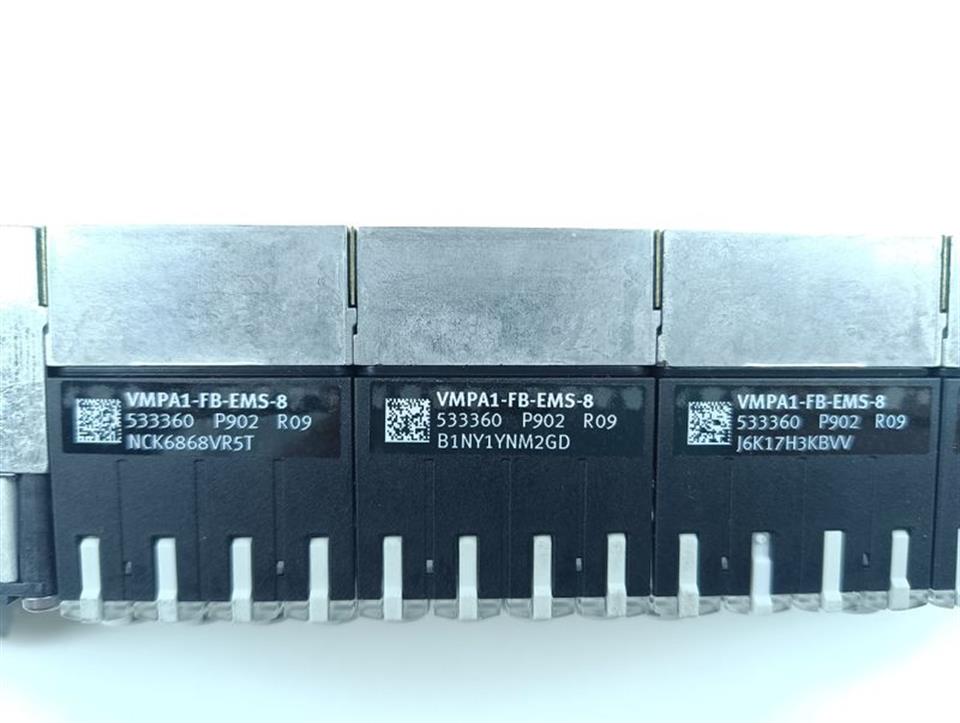 VMPA1-FB-EMS-8
533360 P902 R09
NCK6868VR5T
VMPA1-FB-EMS-8
533360 P902 R09
B1NY1YNM2GD
VMPA1-FB-EMS-8
533360 P902 R09
J6K17H3KBVV